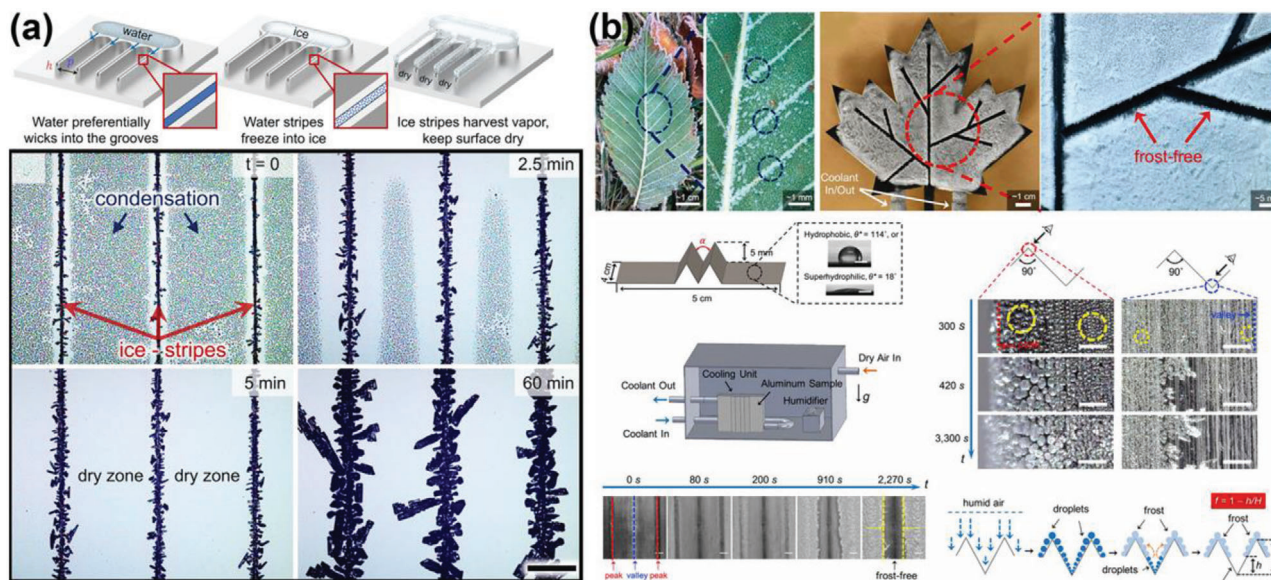 (a)
water
ice
h
p
dry
dry
dry
Water preferentially
wicks into the grooves
Water stripes
freeze into ice
Ice stripes harvest vapor,
keep surface dry
t = 0
2.5 min
condensation
ice - stripes
5 min
60 min
dry zone
dry zone
(b)
~1 cm
~1 mm
Coolant
In/Out
~1 cm
frost-free
α
5 mm
5 cm
Hydrophobic, θ* = 114°, or
Superhydrophilic, θ* = 18°
Coolant Out
Coolant In
Cooling Unit
Aluminum Sample
Humidifier
Dry Air In
g
90°
90°
300 s
420 s
3,300 s
t
valley
0 s
80 s
200 s
910 s
2,270 s
t
peak
valley
peak
frost-free
humid air
droplets
frost
frost
droplets
f = 1 − h/H
h